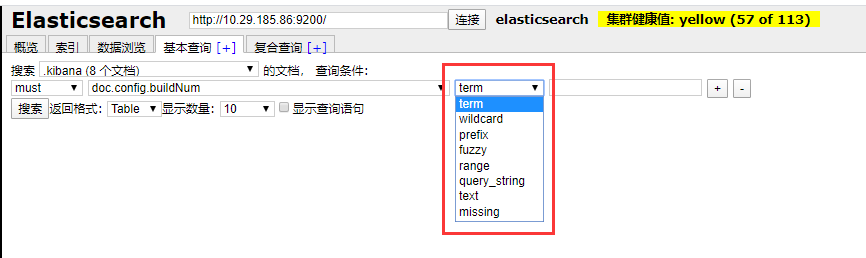 Elasticsearch http://10.29.185.86:9200/ 连接 elasticsearch 集群健康值: yellow (57 of 113)
概览 索引 数据浏览 基本查询 [+] 复合查询 [+]
搜索 .kibana (8 个文档) 的文档, 查询条件:
must doc.config.buildNum term + -
搜索 返回格式: Table 显示数量: 10 显示查询语句
term
wildcard
prefix
fuzzy
range
query_string
text
missing